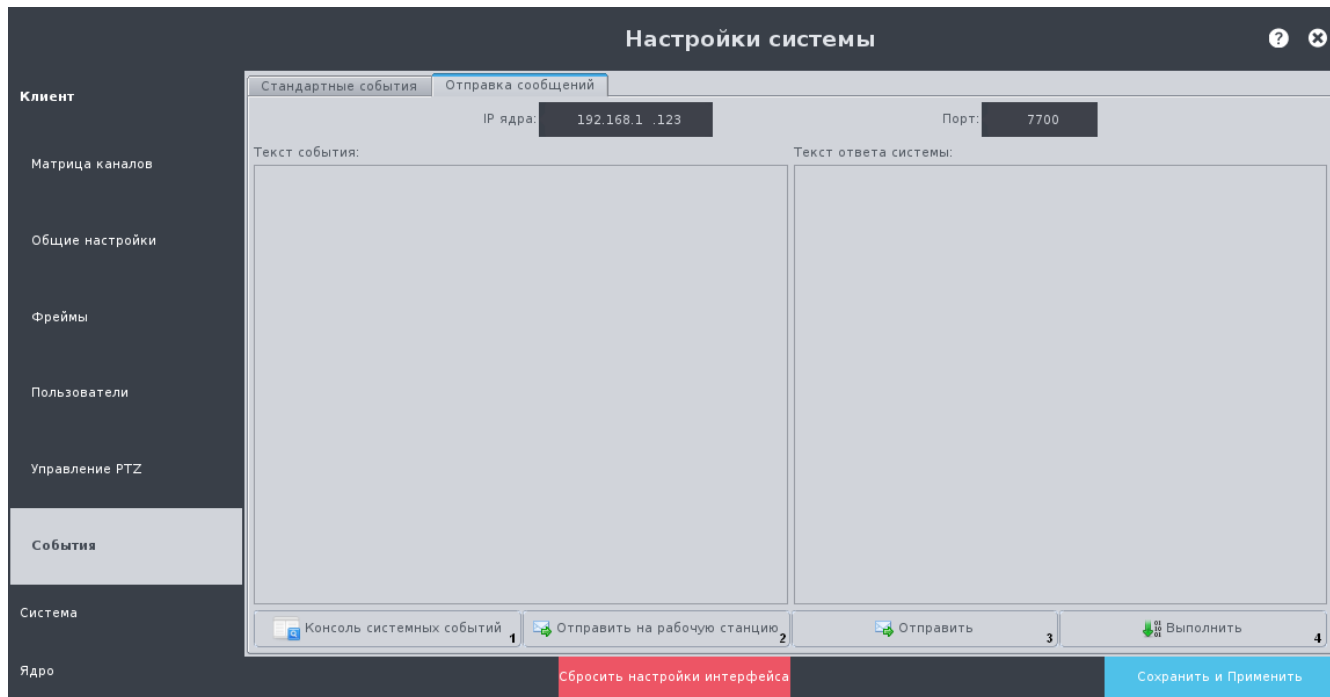 Настройки системы
?
Клиент
Матрица каналов
Общие настройки
Фреймы
Пользователи
Управление PTZ
События
Система
Ядро
Стандартные события
Отправка сообщений
IP ядра: 192.168.1 .123
Порт: 7700
Текст события:
Текст ответа системы:
Консоль системных событий 1
Отправить на рабочую станцию 2
Отправить 3
Выполнить 4
Сбросить настройки интерфейса
Сохранить и Применить